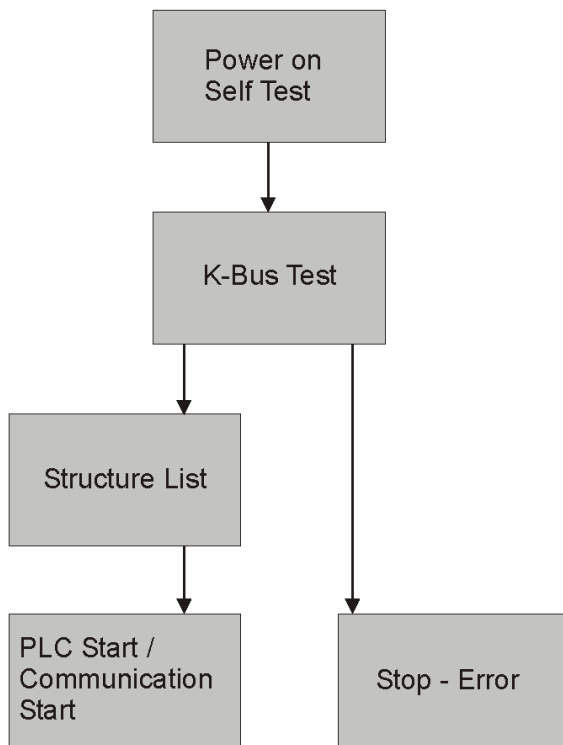 Power on
Self Test
K-Bus Test
Structure List
PLC Start /
Communication
Start
Stop - Error